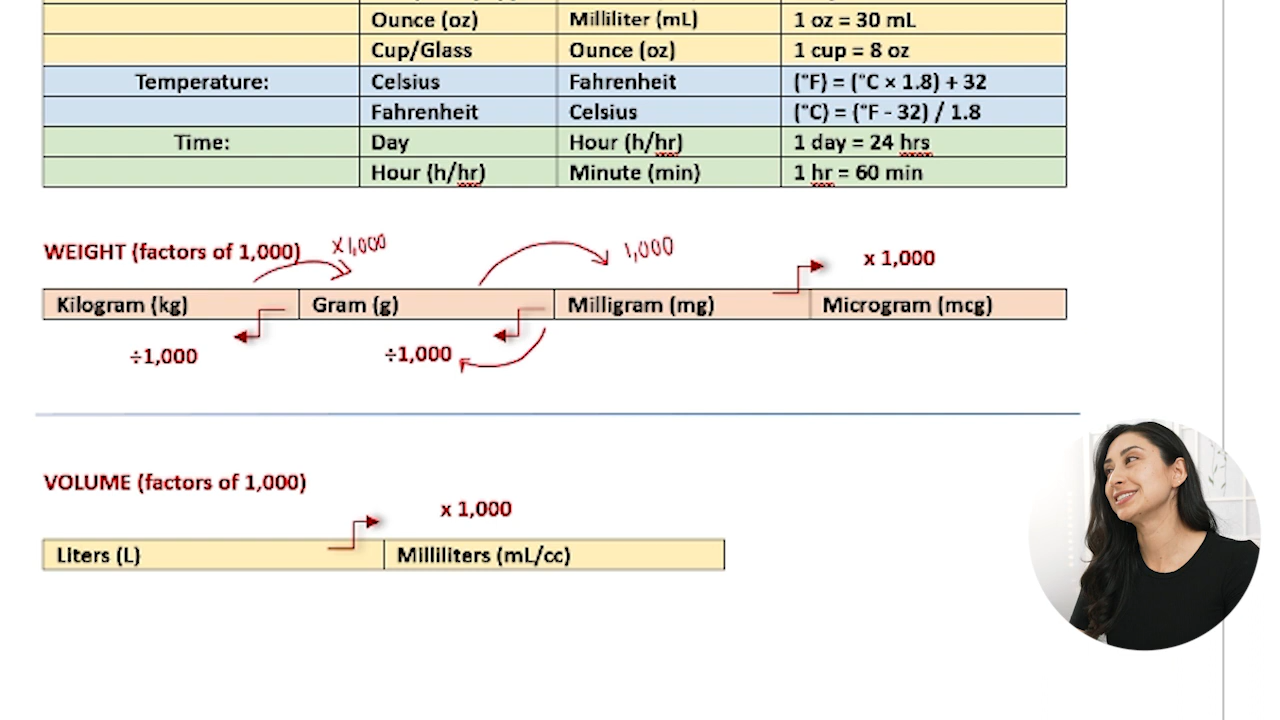 Ounce (oz) Milliliter (mL) 1 oz = 30 mL
Cup/Glass Ounce (oz) 1 cup = 8 oz
Temperature: Celsius Fahrenheit (°F) = (°C × 1.8) + 32
Fahrenheit Celsius (°C) = (°F - 32) / 1.8
Time: Day Hour (h/hr) 1 day = 24 hrs
Hour (h/hr) Minute (min) 1 hr = 60 min
WEIGHT (factors of 1,000) x1,000 1,000 x 1,000
Kilogram (kg) Gram (g) Milligram (mg) Microgram (mcg)
÷1,000 ÷1,000
VOLUME (factors of 1,000)
x 1,000
Liters (L) Milliliters (mL/cc)